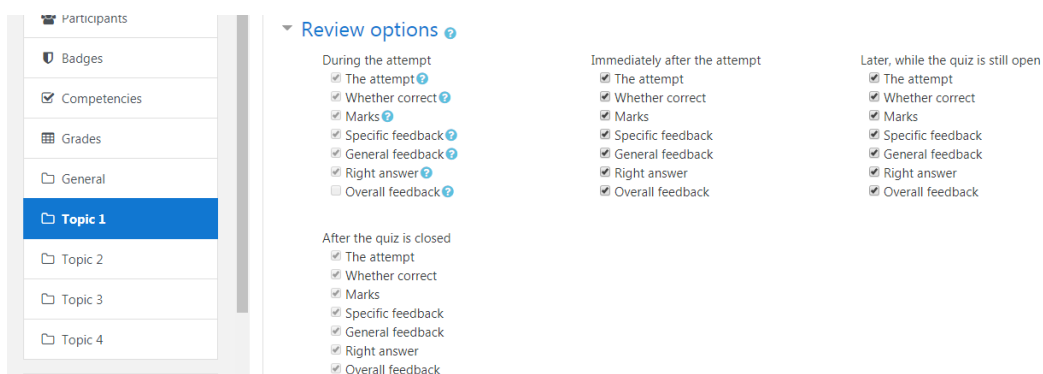 Participants
Badges
Competencies
Grades
General
Topic 1
Topic 2
Topic 3
Topic 4
Review options
During the attempt
The attempt
Whether correct
Marks
Specific feedback
General feedback
Right answer
Overall feedback
Immediately after the attempt
The attempt
Whether correct
Marks
Specific feedback
General feedback
Right answer
Overall feedback
Later, while the quiz is still open
The attempt
Whether correct
Marks
Specific feedback
General feedback
Right answer
Overall feedback
After the quiz is closed
The attempt
Whether correct
Marks
Specific feedback
General feedback
Right answer
Overall feedback